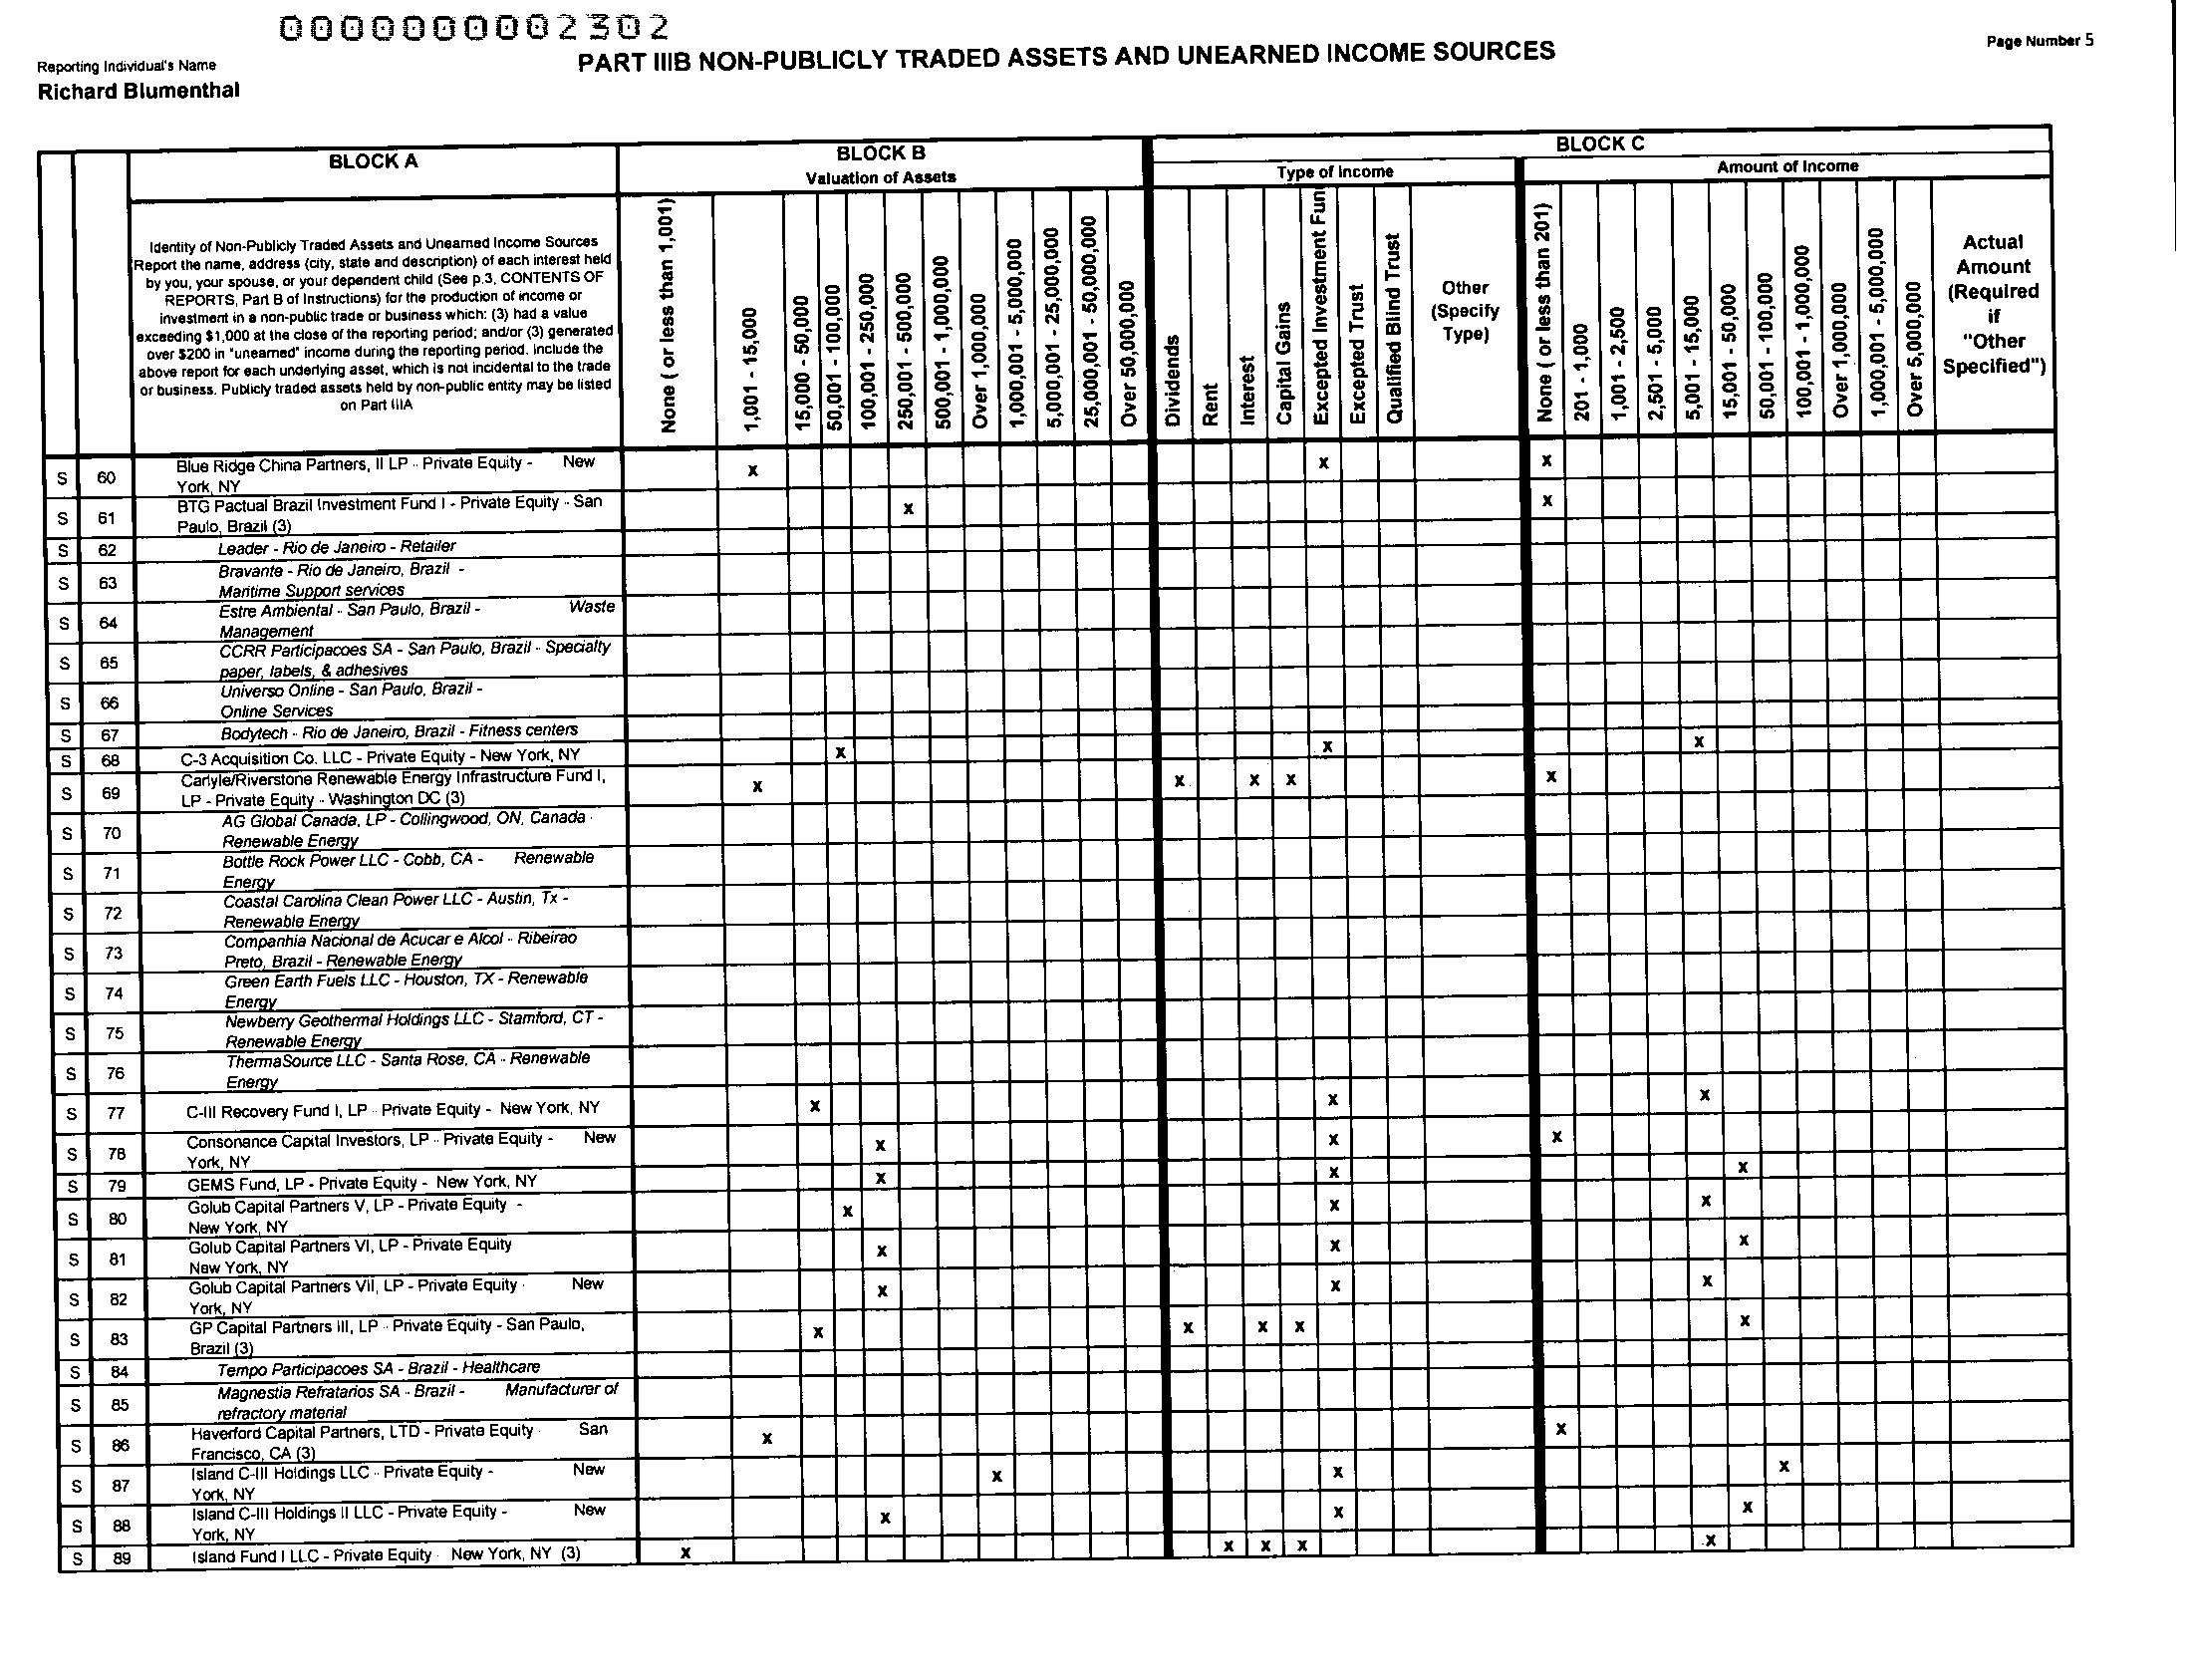 000000002302
PART IIIB NON-PUBLICLY TRADED ASSETS AND UNEARNED INCOME SOURCES
Page Number 5
Reporting Individual's Name
Richard Blumenthal
BLOCK A
BLOCK B
Valuation of Assets
BLOCK C
Type of Income
Amount of Income
Identity of Non-Publicly Traded Assets and Unearned Income Sources
Report the name, address (city, state and description) of each interest held
by you, your spouse, or your dependent child (See p.3, CONTENTS OF
REPORTS, Part B of Instructions) for the production of income or
investment in a non-public trade or business which: (3) had a value
exceeding $1,000 at the close of the reporting period; and/or (3) generated
over $200 in "unearned" income during the reporting period. Include the
above report for each underlying asset, which is not incidental to the trade
or business. Publicly traded assets held by non-public entity may be listed
on Part IIIA
None ( or less than 1,001)
1,001 - 15,000
15,000 - 50,000
50,001 - 100,000
100,001 - 250,000
250,001 - 500,000
500,001 - 1,000,000
Over 1,000,000
1,000,001 - 5,000,000
5,000,001 - 25,000,000
25,000,001 - 50,000,000
Over 50,000,000
Dividends
Rent
Interest
Capital Gains
Excepted Investment Fun
Excepted Trust
Qualified Blind Trust
Other
(Specify
Type)
None ( or less than 201)
201 - 1,000
1,001 - 2,500
2,501 - 5,000
5,001 - 15,000
15,001 - 50,000
50,001 - 100,000
100,001 - 1,000,000
Over 1,000,000
1,000,001 - 5,000,000
Over 5,000,000
Actual
Amount
(Required
if
"Other
Specified")
S 60 Blue Ridge China Partners, II LP - Private Equity - New
York, NY x x x
S 61 BTG Pactual Brazil Investment Fund I - Private Equity - San
Paulo, Brazil (3) x x
S 62 Leader - Rio de Janeiro - Retailer
S 63 Bravante - Rio de Janeiro, Brazil -
Maritime Support services
S 64 Estre Ambiental - San Paulo, Brazil - Waste
Management
S 65 CCRR Participacoes SA - San Paulo, Brazil - Specialty
paper, labels, & adhesives
S 66 Universo Online - San Paulo, Brazil -
Online Services
S 67 Bodytech - Rio de Janeiro, Brazil - Fitness centers
S 68 C-3 Acquisition Co. LLC - Private Equity - New York, NY x x x
S 69 Carlyle/Riverstone Renewable Energy Infrastructure Fund I,
LP - Private Equity - Washington DC (3) x x x x x
S 70 AG Global Canada, LP - Collingwood, ON, Canada -
Renewable Energy
S 71 Bottle Rock Power LLC - Cobb, CA - Renewable
Energy
S 72 Coastal Carolina Clean Power LLC - Austin, Tx -
Renewable Energy
S 73 Companhia Nacional de Acucar e Alcol - Ribeirao
Preto, Brazil - Renewable Energy
S 74 Green Earth Fuels LLC - Houston, TX - Renewable
Energy
S 75 Newberry Geothermal Holdings LLC - Stamford, CT -
Renewable Energy
S 76 ThermaSource LLC - Santa Rose, CA - Renewable
Energy
S 77 C-III Recovery Fund I, LP - Private Equity - New York, NY x x x
S 78 Consonance Capital Investors, LP - Private Equity - New
York, NY x x x
S 79 GEMS Fund, LP - Private Equity - New York, NY x x x
S 80 Golub Capital Partners V, LP - Private Equity -
New York, NY x x x
S 81 Golub Capital Partners VI, LP - Private Equity
New York, NY x x x
S 82 Golub Capital Partners VII, LP - Private Equity - New
York, NY x x x
S 83 GP Capital Partners III, LP - Private Equity - San Paulo,
Brazil (3) x x x x x
S 84 Tempo Participacoes SA - Brazil - Healthcare
S 85 Magnestia Refratarios SA - Brazil - Manufacturer of
refractory material
S 86 Haverford Capital Partners, LTD - Private Equity San
Francisco, CA (3) x x
S 87 Island C-III Holdings LLC - Private Equity - New
York, NY x x x
S 88 Island C-III Holdings II LLC - Private Equity - New
York, NY x x x
S 89 Island Fund I LLC - Private Equity - New York, NY (3) x x x x x